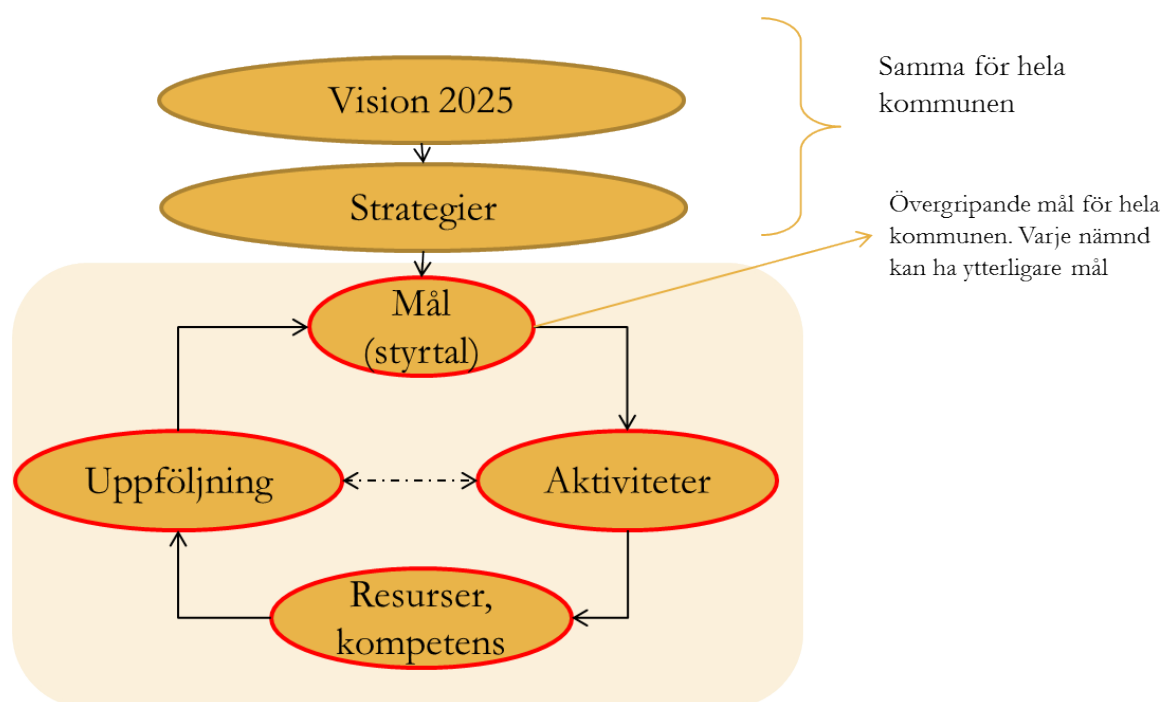 Vision 2025
Samma för hela
kommunen
Strategier
Övergripande mål för hela
kommunen. Varje nämnd
kan ha ytterligare mål
Mål
(styrtal)
Uppföljning
Aktiviteter
Resurser,
kompetens